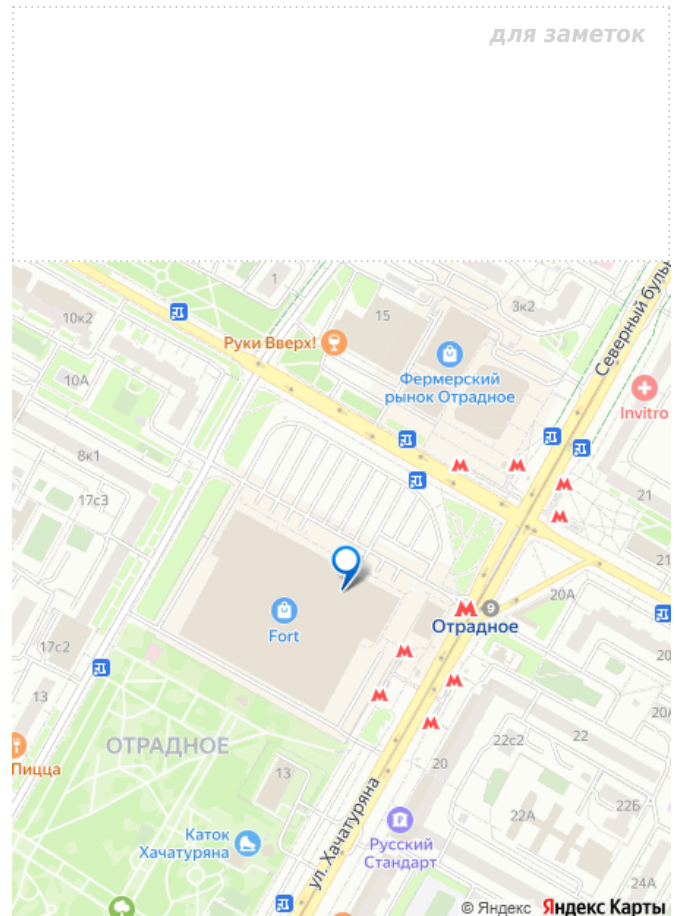 для заметок
1
10к2
15
3к2
Северный буль
Руки Вверх!
Фермерский
рынок Отрадное
10А
Invitro
8к1
17с3
21
21
20А
9
Отрадное
Fort
17с2
20
13
20А
ОТРАДНОЕ
22с2
22
Пицца
13
20
ул. Хачатуряна
22А
22Б
Каток
Хачатуряна
Русский
Стандарт
24А
© Яндекс Яндекс Карты